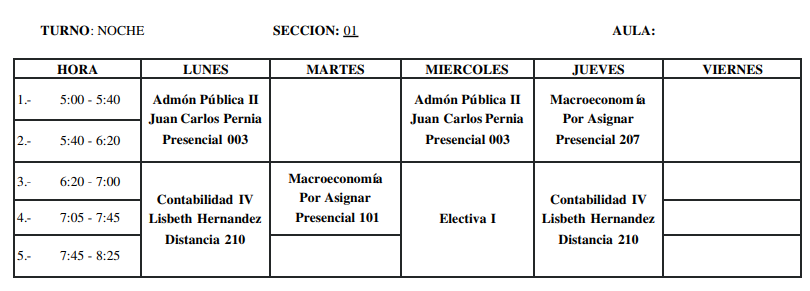 TURNO: NOCHE SECCION: 01 AULA:
HORA LUNES MARTES MIERCOLES JUEVES VIERNES
1.- 5:00 - 5:40
2.- 5:40 - 6:20
3.- 6:20 - 7:00
4.- 7:05 - 7:45
5.- 7:45 - 8:25
Admón Pública II
Juan Carlos Pernia
Presencial 003
Contabilidad IV
Lisbeth Hernandez
Distancia 210
Macroeconomía
Por Asignar
Presencial 101
Admón Pública II
Juan Carlos Pernia
Presencial 003
Electiva I
Macroeconomía
Por Asignar
Presencial 207
Contabilidad IV
Lisbeth Hernandez
Distancia 210